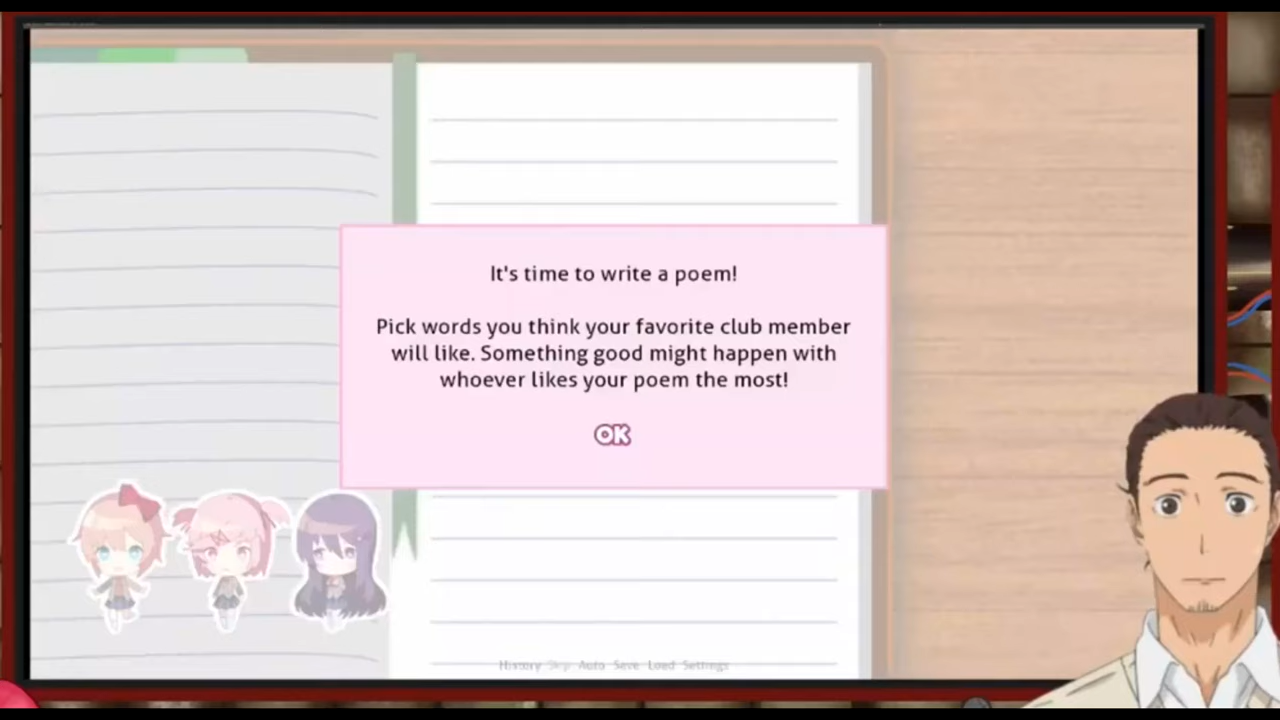 It's time to write a poem!
Pick words you think your favorite club member
will like. Something good might happen with
whoever likes your poem the most!
OK
History Skip Auto Save Load Settings